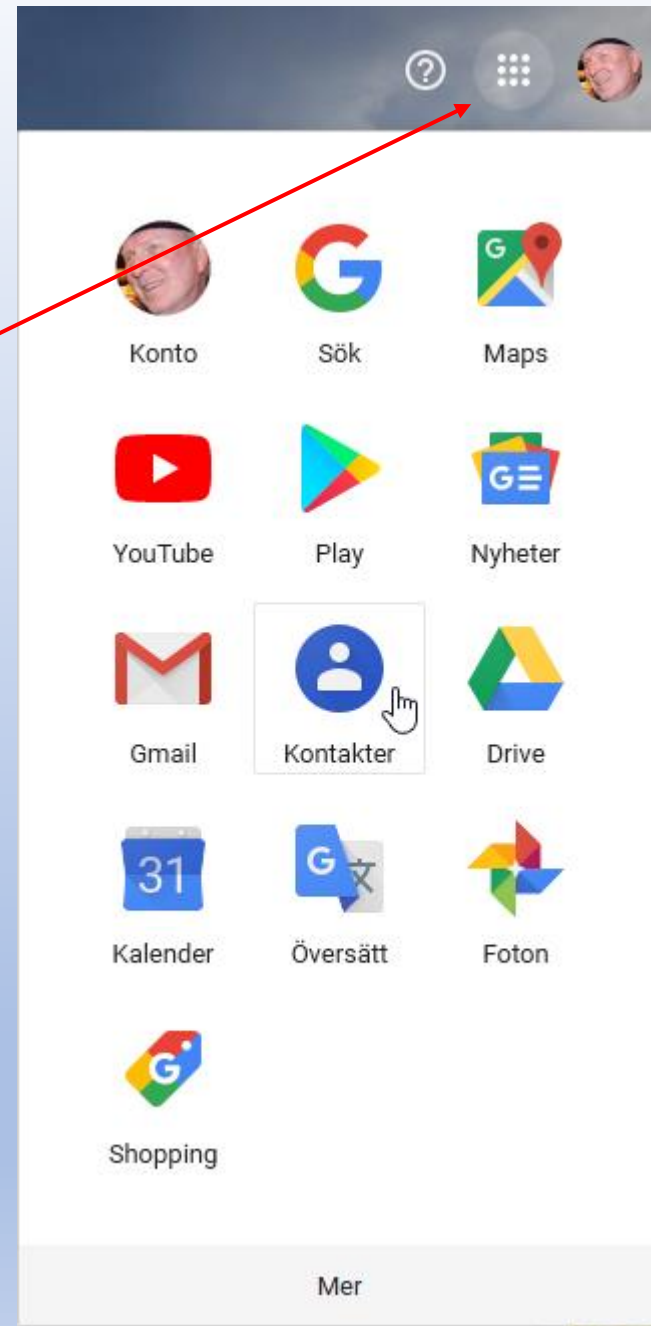 Konto Sök Maps
YouTube Play Nyheter
Gmail Kontakter Drive
31
Kalender Översätt Foton
Shopping
Mer